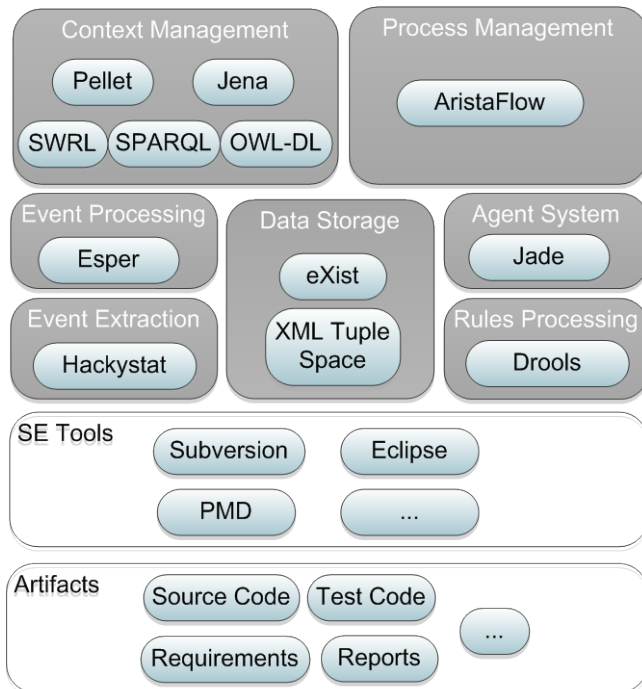 Context Management
Process Management
Pellet
Jena
AristaFlow
SWRL
SPARQL
OWL-DL
Event Processing
Data Storage
Agent System
Esper
eXist
Jade
Event Extraction
XML Tuple
Space
Rules Processing
Hackystat
Drools
SE Tools
Subversion
Eclipse
PMD
...
Artifacts
Source Code
Test Code
...
Requirements
Reports